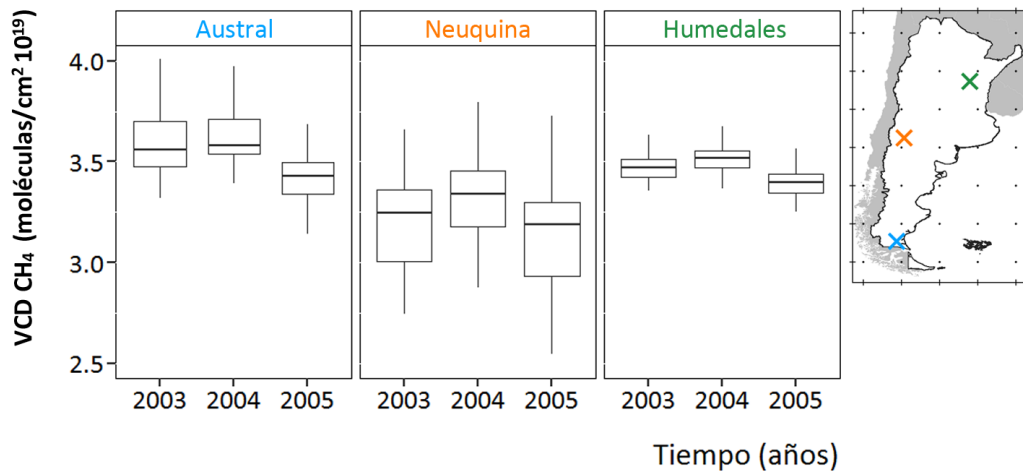 Austral
Neuquina
Humedales
VCD CH₄ (moléculas/cm² 10¹⁹)
4.0
3.5
3.0
2.5
2003 2004 2005
2003 2004 2005
2003 2004 2005
Tiempo (años)